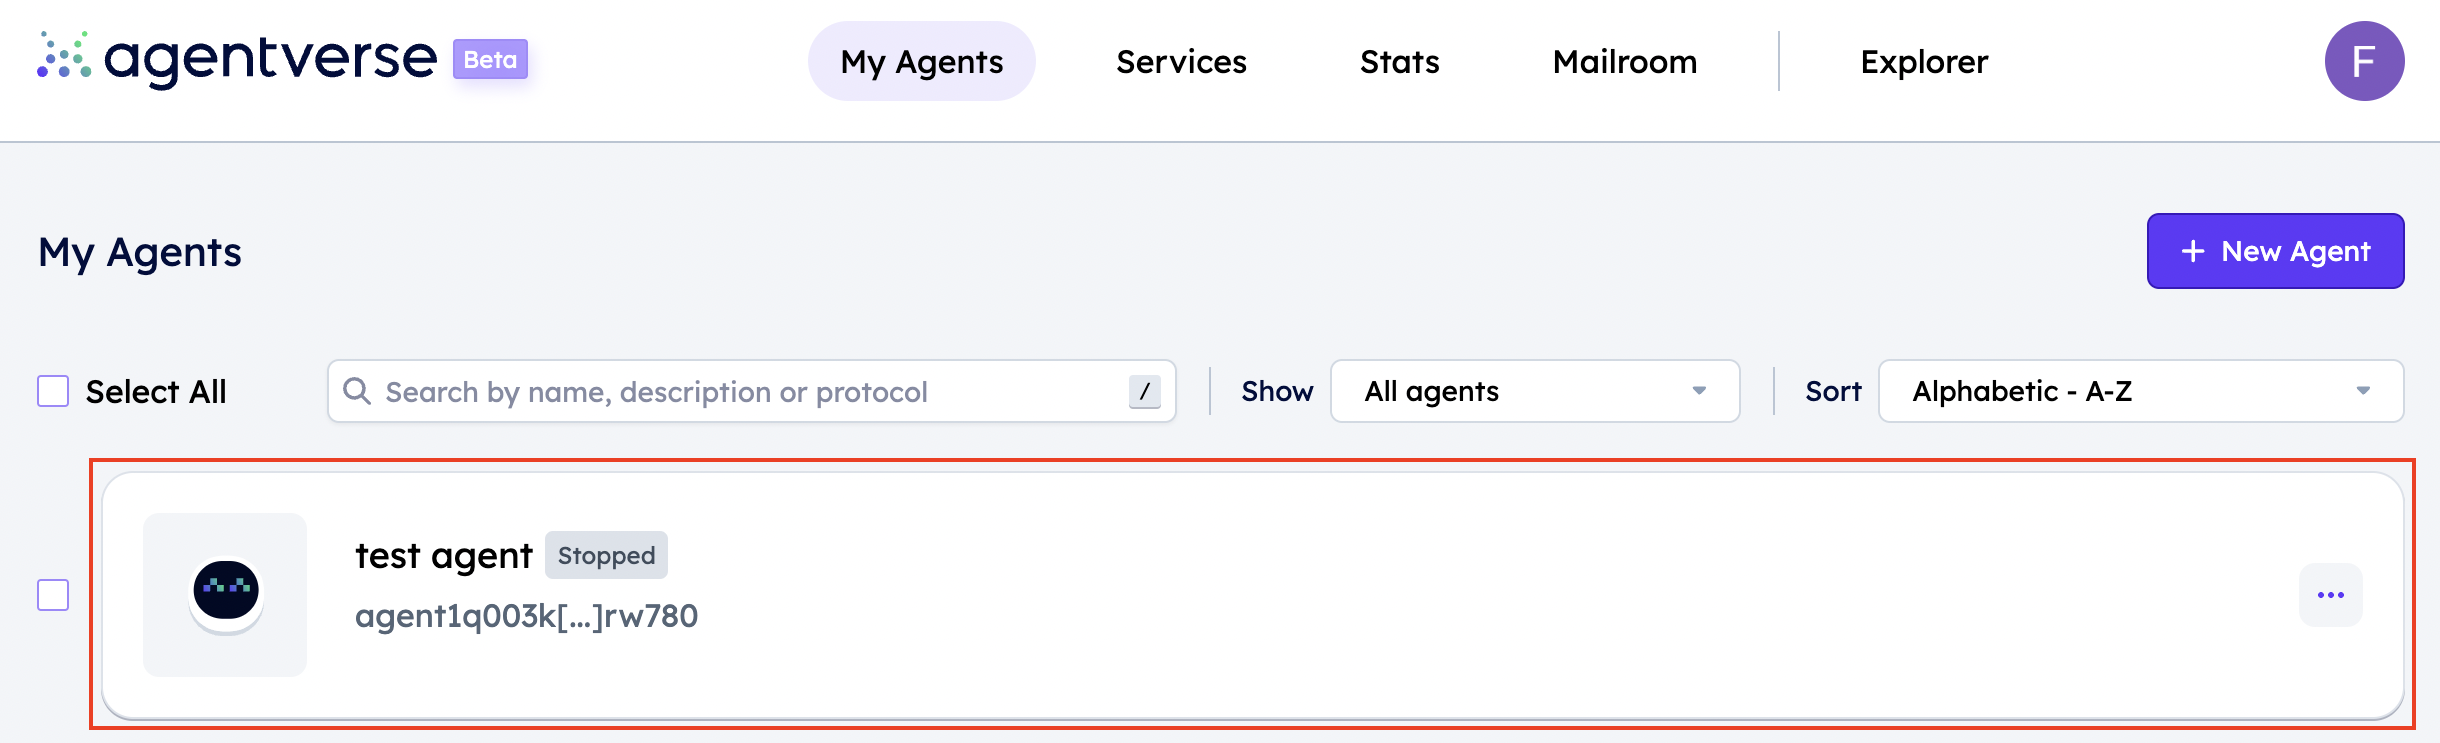 agentverse Beta
My Agents Services Stats Mailroom Explorer F
My Agents
+ New Agent
Select All Search by name, description or protocol / Show All agents Sort Alphabetic - A-Z
test agent Stopped
agent1q003k[...]rw780